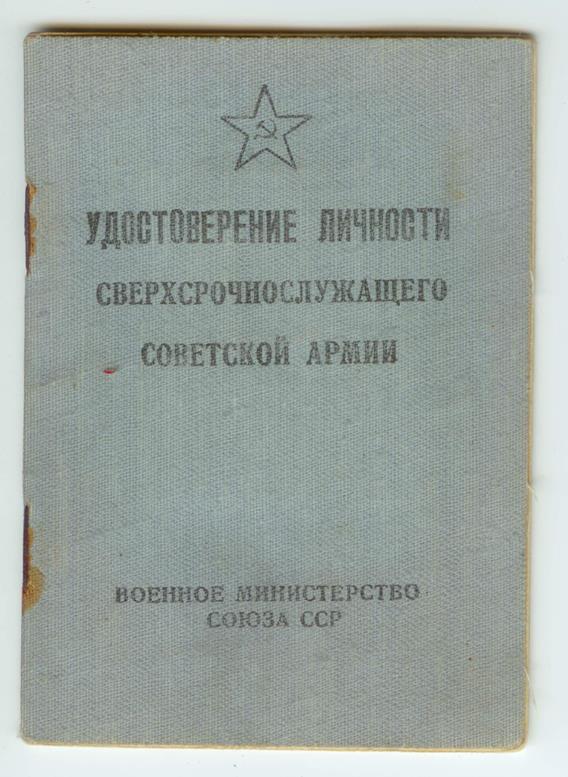 УДОСТОВЕРЕНИЕ ЛИЧНОСТИ
СВЕРХСРОЧНОСЛУЖАЩЕГО
СОВЕТСКОЙ АРМИИ
ВОЕННОЕ МИНИСТЕРСТВО
СОЮЗА ССР